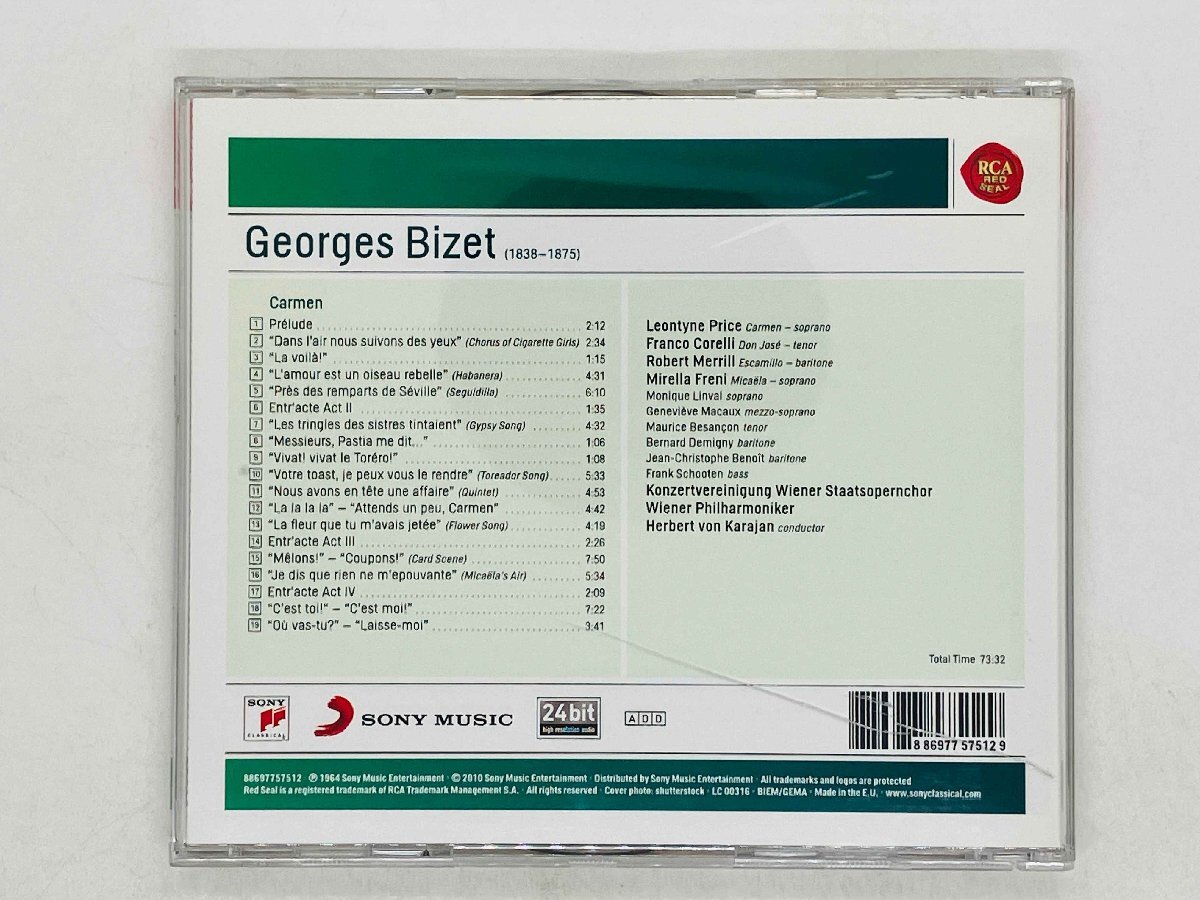 RCA
RED
SEAL
Georges Bizet (1838–1875)
Carmen
1 Prélude 2:12
2 "Dans l'air nous suivons des yeux" (Chorus of Cigarette Girls) 2:34
3 "La voilà!" 1:15
4 "L'amour est un oiseau rebelle" (Habanera) 4:31
5 "Près des remparts de Séville" (Seguidilla) 6:10
6 Entr'acte Act II 1:35
7 "Les tringles des sistres tintaient" (Gypsy Song) 4:32
8 "Messieurs, Pastia me dit..." 1:06
9 "Vivat! vivat le Toréro!" 1:08
10 "Votre toast, je peux vous le rendre" (Toreador Song) 5:33
11 "Nous avons en tête une affaire" (Quintet) 4:53
12 "La la la la" – "Attends un peu, Carmen" 4:42
13 "La fleur que tu m'avais jetée" (Flower Song) 4:19
14 Entr'acte Act III 2:26
15 "Mêlons!" – "Coupons!" (Card Scene) 7:50
16 "Je dis que rien ne m'epouvante" (Micaëla's Air) 5:34
17 Entr'acte Act IV 2:09
18 "C'est toi!" – "C'est moi!" 7:22
19 "Où vas-tu?" – "Laisse-moi" 3:41
Leontyne Price Carmen – soprano
Franco Corelli Don José – tenor
Robert Merrill Escamillo – baritone
Mirella Freni Micaëla – soprano
Monique Linval soprano
Geneviève Macaux mezzo-soprano
Maurice Besançon tenor
Bernard Demigny baritone
Jean-Christophe Benoît baritone
Frank Schooten bass
Konzertvereinigung Wiener Staatsopernchor
Wiener Philharmoniker
Herbert von Karajan conductor
Total Time 73:32
SONY
CLASSICAL
SONY MUSIC
24bit
high resolution audio
ADD
8 86977 57512 9
88697757512 · ℗ 1964 Sony Music Entertainment · © 2010 Sony Music Entertainment · Distributed by Sony Music Entertainment · All trademarks and logos are protected
Red Seal is a registered trademark of RCA Trademark Management S.A. · All rights reserved · Cover photo: shutterstock · LC 00316 · BIEM/GEMA · Made in the E.U. · www.sonyclassical.com